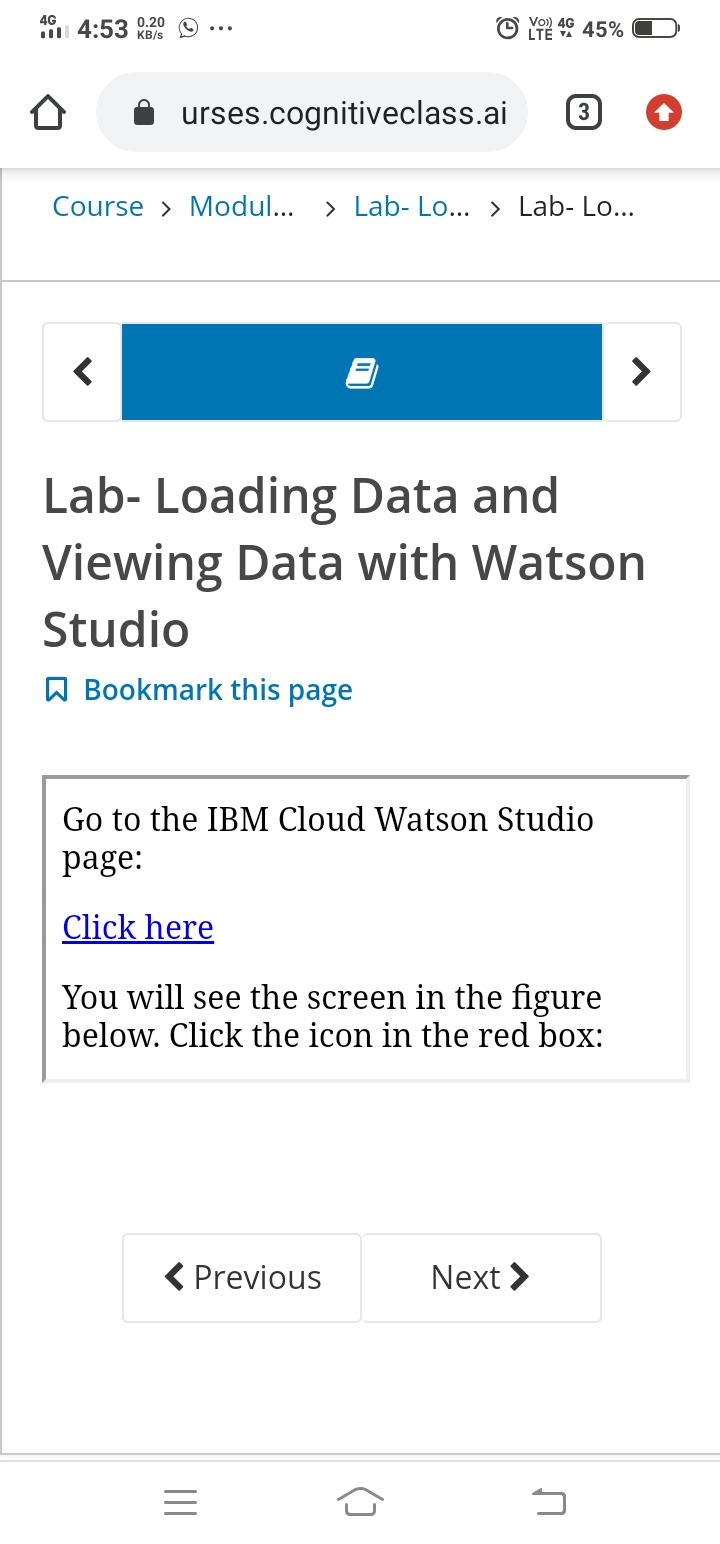 4G 4:53 0.20 KB/s ... Vo)) LTE 4G 45%
urses.cognitiveclass.ai 3
Course > Modul... > Lab- Lo... > Lab- Lo...
Lab- Loading Data and
Viewing Data with Watson
Studio
Bookmark this page
Go to the IBM Cloud Watson Studio
page:
Click here
You will see the screen in the figure
below. Click the icon in the red box:
Previous Next